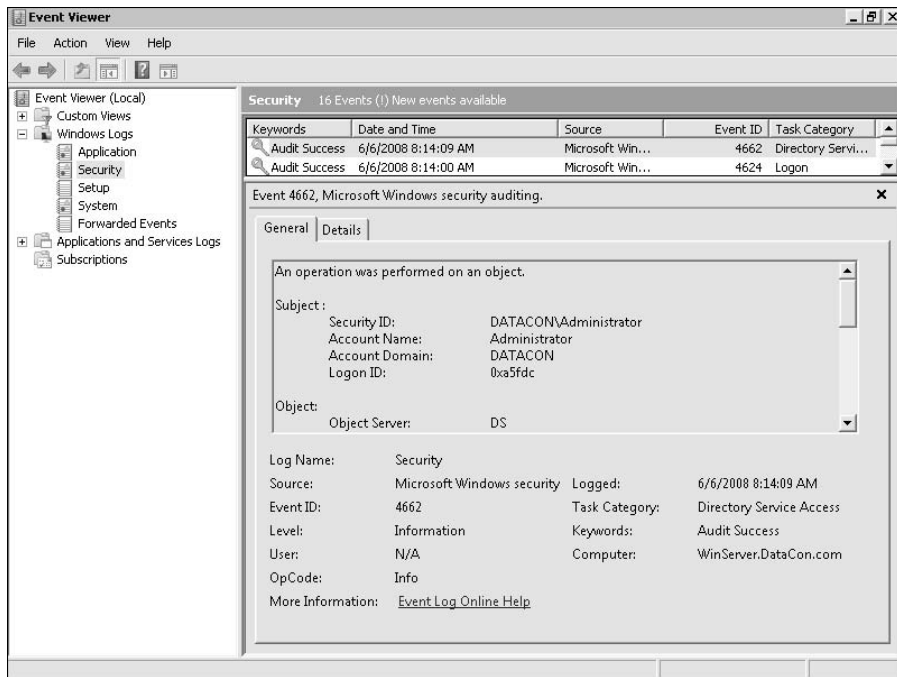 Event Viewer
File Action View Help
Event Viewer (Local)
Custom Views
Windows Logs
Application
Security
Setup
System
Forwarded Events
Applications and Services Logs
Subscriptions
Security 16 Events (!) New events available
Keywords Date and Time Source Event ID Task Category
Audit Success 6/6/2008 8:14:09 AM Microsoft Win... 4662 Directory Servi...
Audit Success 6/6/2008 8:14:00 AM Microsoft Win... 4624 Logon
Event 4662, Microsoft Windows security auditing.
General Details
An operation was performed on an object.
Subject :
Security ID: DATACON\Administrator
Account Name: Administrator
Account Domain: DATACON
Logon ID: 0xa5fdc
Object:
Object Server: DS
Log Name: Security
Source: Microsoft Windows security Logged: 6/6/2008 8:14:09 AM
Event ID: 4662 Task Category: Directory Service Access
Level: Information Keywords: Audit Success
User: N/A Computer: WinServer.DataCon.com
OpCode: Info
More Information: Event Log Online Help